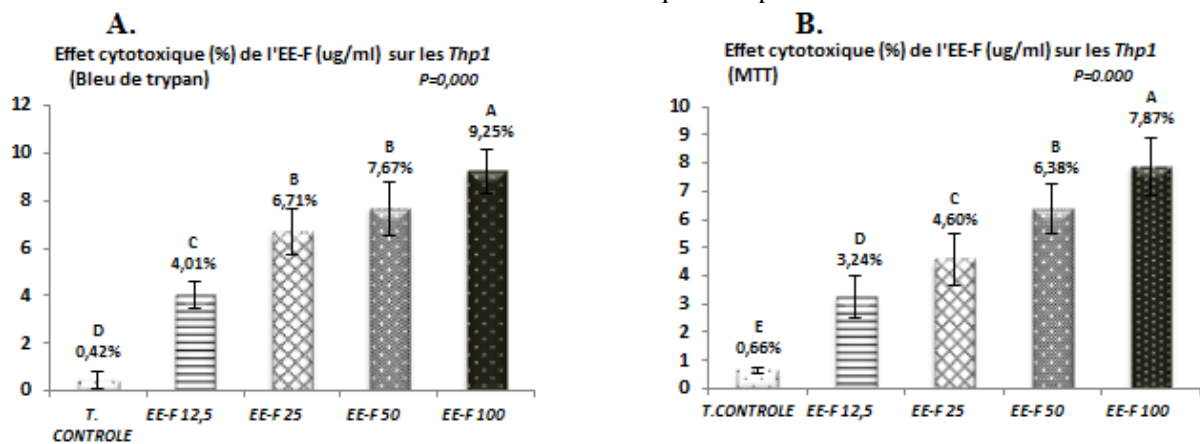 A.
Effet cytotoxique (%) de l'EE-F (ug/ml) sur les Thp1
(Bleu de trypan) P=0,000
12
10
8
6
4
2
0
D
0,42%
C
4,01%
B
6,71%
B
7,67%
A
9,25%
T. CONTROLE
EE-F 12,5
EE-F 25
EE-F 50
EE-F 100
B.
Effet cytotoxique (%) de l'EE-F (ug/ml) sur les Thp1
(MTT) P=0.000
10
9
8
7
6
5
4
3
2
1
0
E
0,66%
D
3,24%
C
4,60%
B
6,38%
A
7,87%
T.CONTROLE
EE-F 12,5
EE-F 25
EE-F 50
EE-F 100